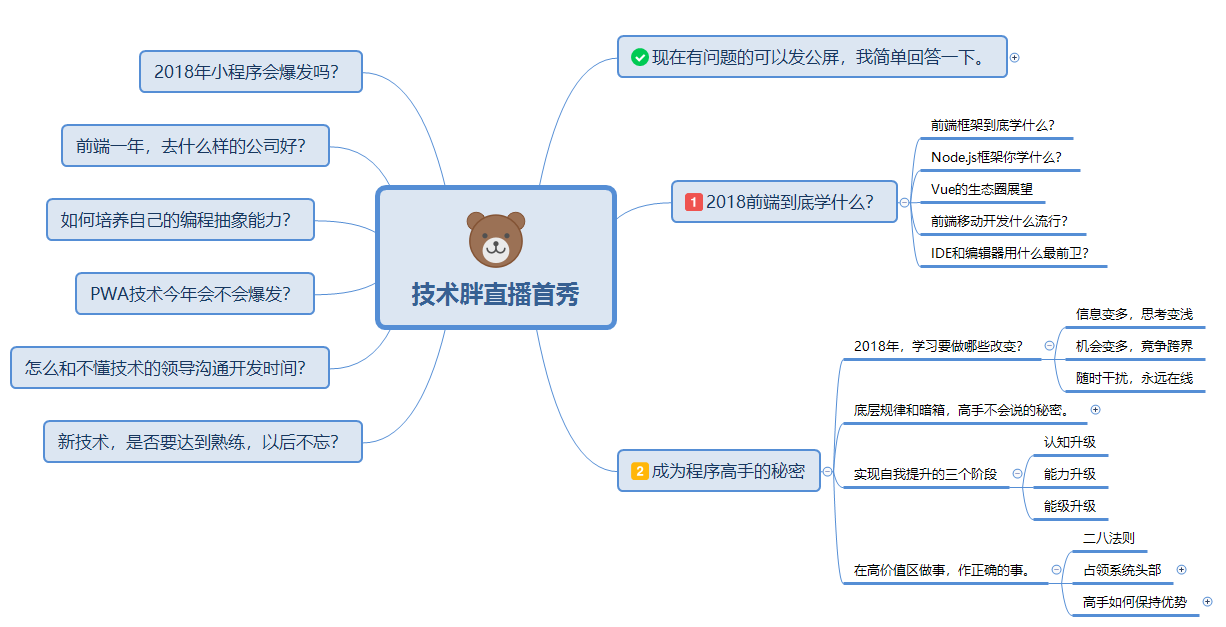 技术胖直播首秀
现在有问题的可以发公屏，我简单回答一下。
1 2018前端到底学什么？
前端框架到底学什么？
Node.js框架你学什么？
Vue的生态圈展望
前端移动开发什么流行？
IDE和编辑器用什么最前卫？
2 成为程序高手的秘密
2018年，学习要做哪些改变？
信息变多，思考变浅
机会变多，竞争跨界
随时干扰，永远在线
底层规律和暗箱，高手不会说的秘密。
实现自我提升的三个阶段
认知升级
能力升级
能级升级
在高价值区做事，作正确的事。
二八法则
占领系统头部
高手如何保持优势
2018年小程序会爆发吗？
前端一年，去什么样的公司好？
如何培养自己的编程抽象能力？
PWA技术今年会不会爆发？
怎么和不懂技术的领导沟通开发时间？
新技术，是否要达到熟练，以后不忘？